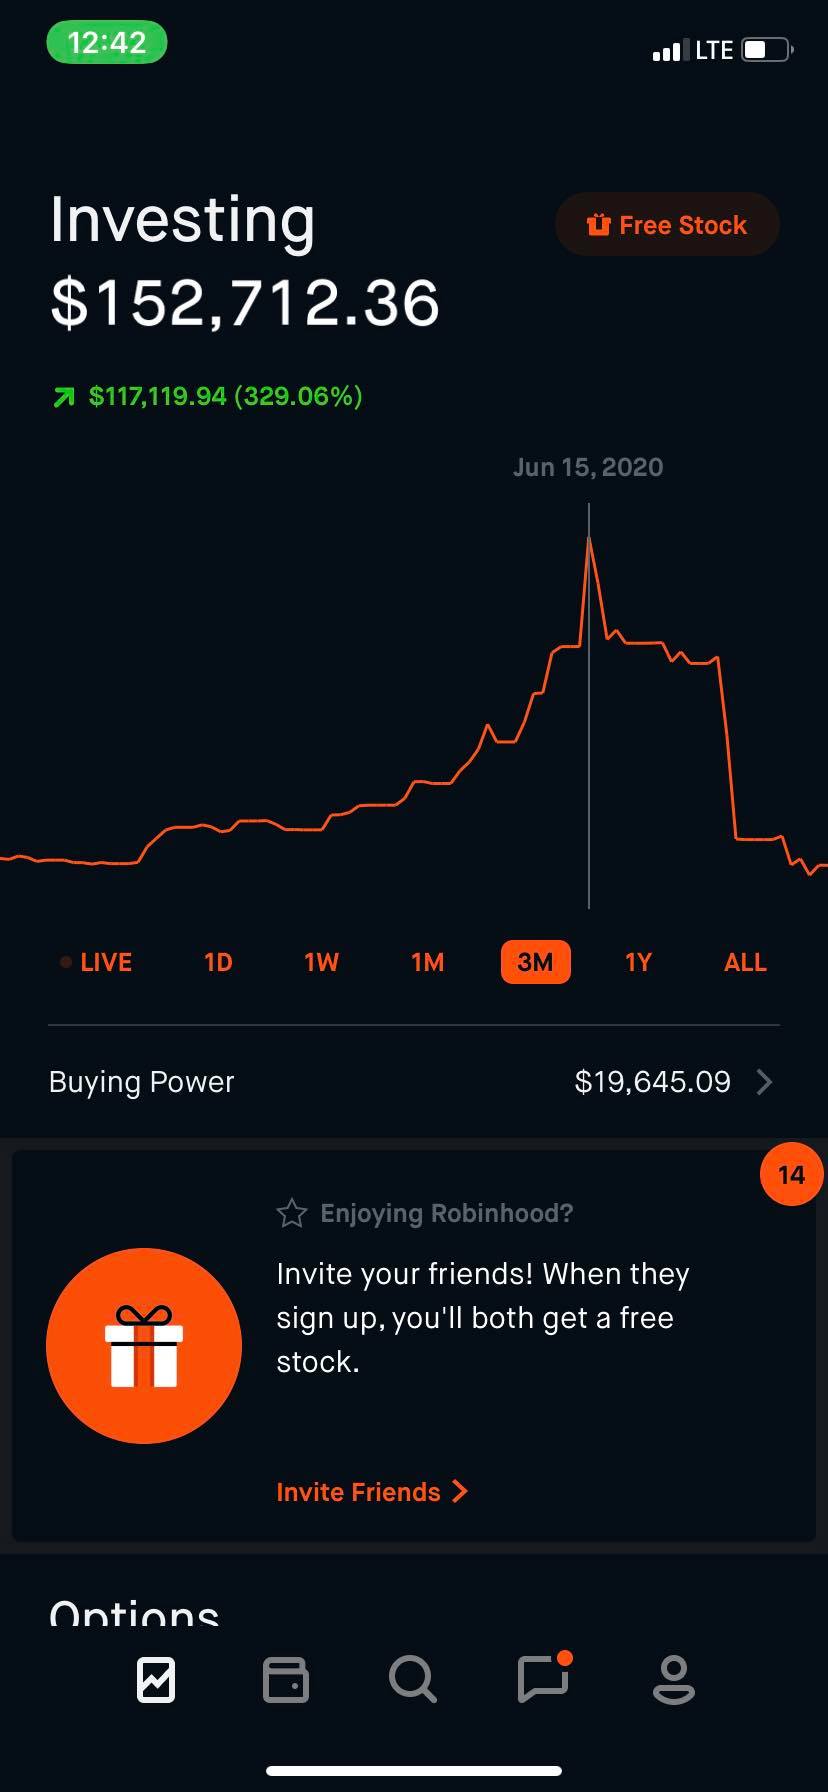 12:42
LTE
Investing
Free Stock
$152,712.36
$117,119.94 (329.06%)
Jun 15, 2020
LIVE 1D 1W 1M 3M 1Y ALL
Buying Power $19,645.09
14
Enjoying Robinhood?
Invite your friends! When they
sign up, you'll both get a free
stock.
Invite Friends
Options